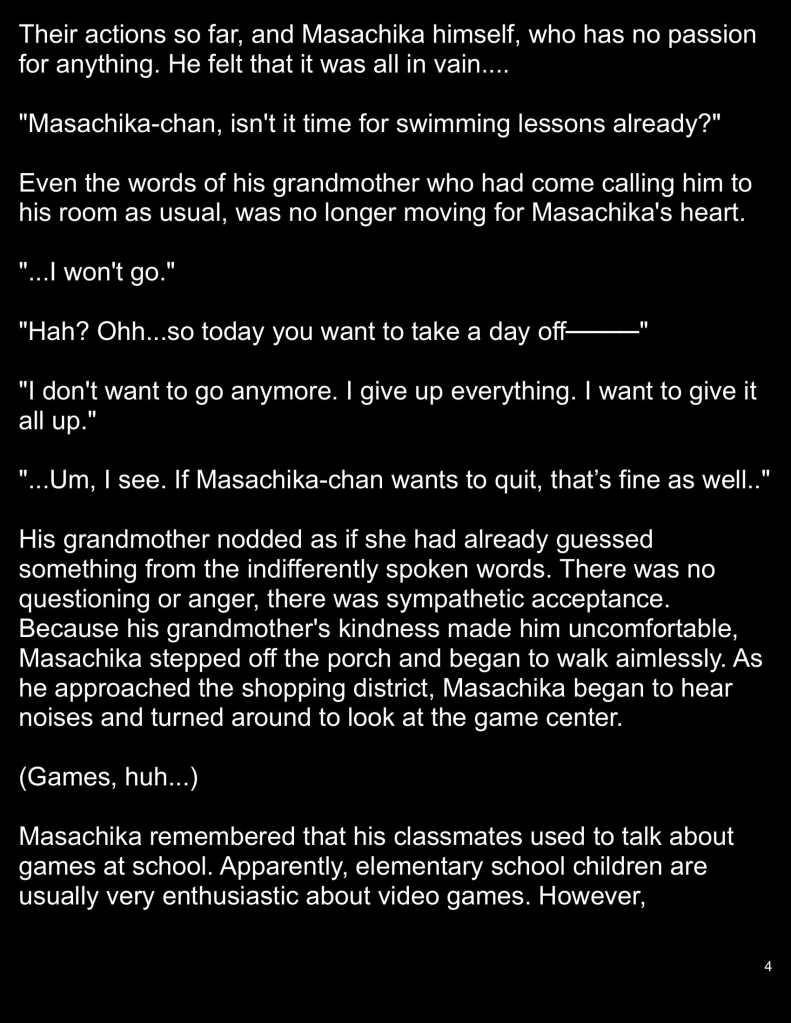 Their actions so far, and Masachika himself, who has no passion
for anything. He felt that it was all in vain....
"Masachika-chan, isn't it time for swimming lessons already?"
Even the words of his grandmother who had come calling him to
his room as usual, was no longer moving for Masachika's heart.
"...I won't go."
"Hah? Ohh...so today you want to take a day off———"
"I don't want to go anymore. I give up everything. I want to give it
all up."
"...Um, I see. If Masachika-chan wants to quit, that’s fine as well.."
His grandmother nodded as if she had already guessed
something from the indifferently spoken words. There was no
questioning or anger, there was sympathetic acceptance.
Because his grandmother's kindness made him uncomfortable,
Masachika stepped off the porch and began to walk aimlessly. As
he approached the shopping district, Masachika began to hear
noises and turned around to look at the game center.
(Games, huh...)
Masachika remembered that his classmates used to talk about
games at school. Apparently, elementary school children are
usually very enthusiastic about video games. However,
4